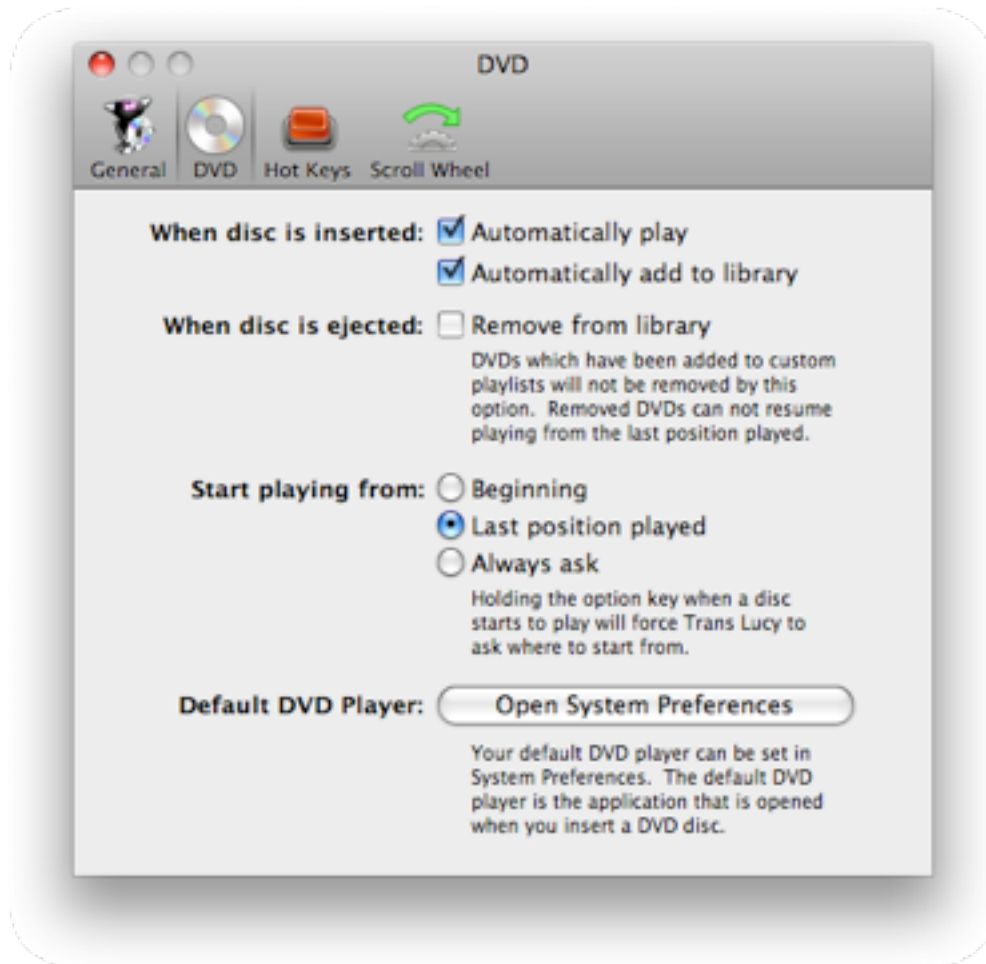 DVD
General DVD Hot Keys Scroll Wheel
When disc is inserted: Automatically play
Automatically add to library
When disc is ejected: Remove from library
DVDs which have been added to custom
playlists will not be removed by this
option. Removed DVDs can not resume
playing from the last position played.
Start playing from: Beginning
Last position played
Always ask
Holding the option key when a disc
starts to play will force Trans Lucy to
ask where to start from.
Default DVD Player: Open System Preferences
Your default DVD player can be set in
System Preferences. The default DVD
player is the application that is opened
when you insert a DVD disc.